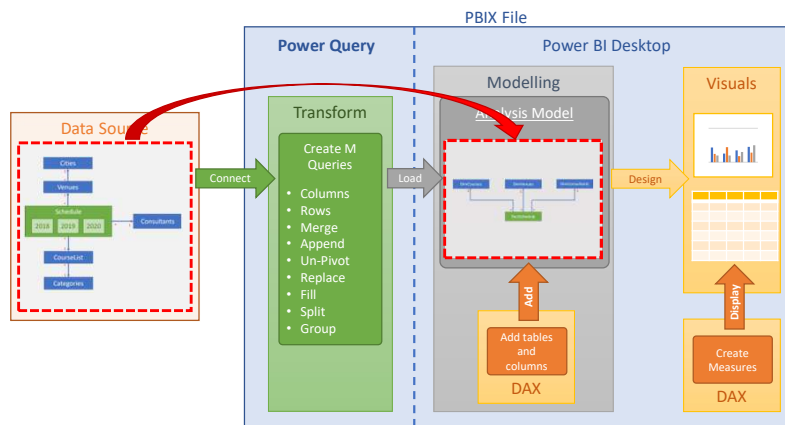 PBIX File
Power Query
Power BI Desktop
Data Source
Cities
Venues
Schedule
2018 2019 2020
Consultants
CourseList
Categories
Connect
Transform
Create M
Queries
• Columns
• Rows
• Merge
• Append
• Un-Pivot
• Replace
• Fill
• Split
• Group
Load
Modelling
Analysis Model
Add
Add tables
and
columns
DAX
Design
Visuals
Display
Create
Measures
DAX